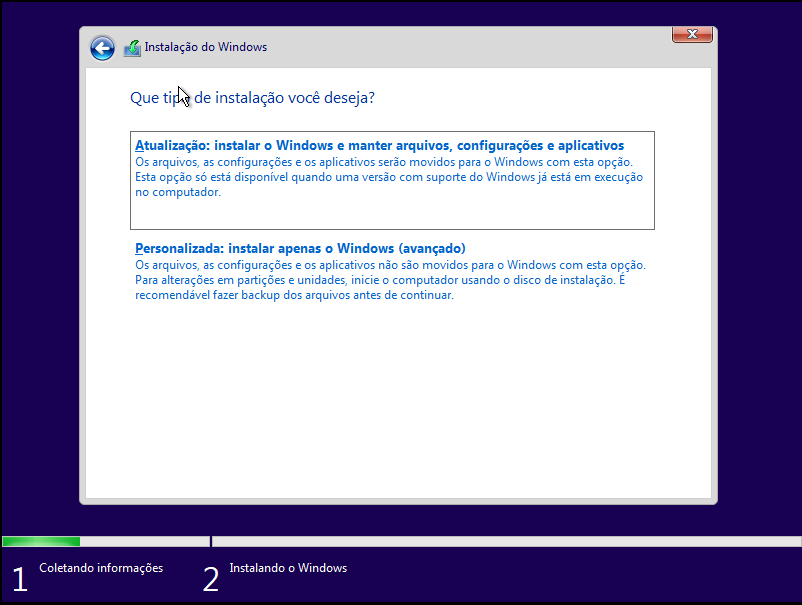 Instalação do Windows
Que tipo de instalação você deseja?
Atualização: instalar o Windows e manter arquivos, configurações e aplicativos
Os arquivos, as configurações e os aplicativos serão movidos para o Windows com esta opção.
Esta opção só está disponível quando uma versão com suporte do Windows já está em execução
no computador.
Personalizada: instalar apenas o Windows (avançado)
Os arquivos, as configurações e os aplicativos não são movidos para o Windows com esta opção.
Para alterações em partições e unidades, inicie o computador usando o disco de instalação. É
recomendável fazer backup dos arquivos antes de continuar.
1 Coletando informações
2 Instalando o Windows